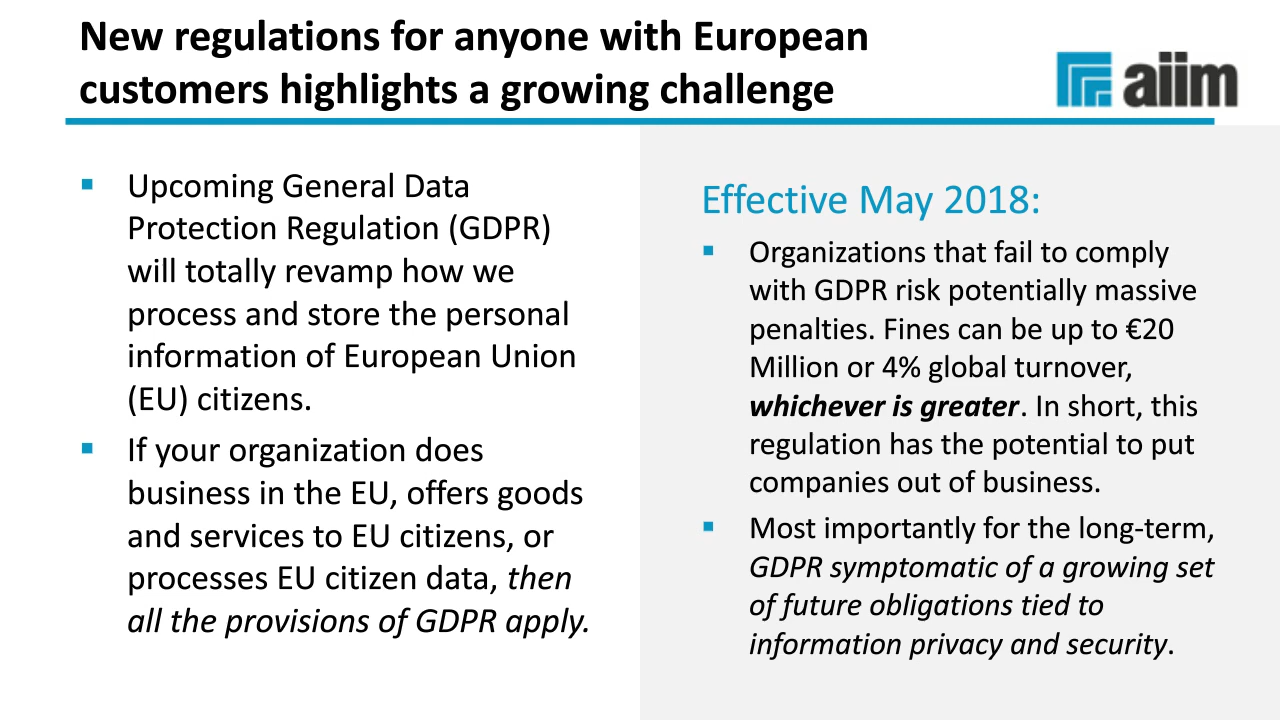 New regulations for anyone with European
customers highlights a growing challenge
aiim
▪ Upcoming General Data
Protection Regulation (GDPR)
will totally revamp how we
process and store the personal
information of European Union
(EU) citizens.
▪ If your organization does
business in the EU, offers goods
and services to EU citizens, or
processes EU citizen data, then
all the provisions of GDPR apply.
Effective May 2018:
▪ Organizations that fail to comply
with GDPR risk potentially massive
penalties. Fines can be up to €20
Million or 4% global turnover,
whichever is greater. In short, this
regulation has the potential to put
companies out of business.
▪ Most importantly for the long-term,
GDPR symptomatic of a growing set
of future obligations tied to
information privacy and security.